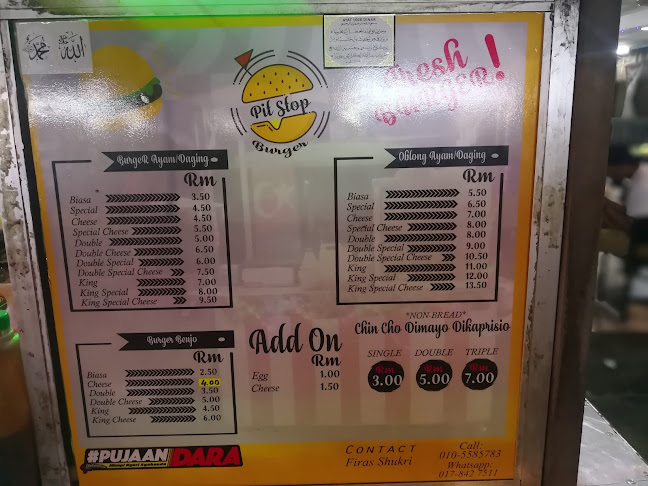 محمد
الله
Pit Stop
Burger
Fresh
Burger!
Burger Ayam/Daging
Rm
Biasa 3.50
Special 4.50
Cheese 4.50
Special Cheese 5.50
Double 5.00
Double Cheese 6.50
Double Special 6.00
Double Special Cheese 7.50
King 7.00
King Special 8.00
King Special Cheese 9.50
Oblong Ayam/Daging
Rm
Biasa 5.50
Special 6.50
Cheese 7.00
Special Cheese 8.00
Double 8.00
Double Special 9.00
Double Special Cheese 10.50
King 11.00
King Special 12.00
King Special Cheese 13.50
Burger Benjo
Rm
Biasa 2.50
Cheese 4.00
Double 3.50
Double Cheese 5.00
King 4.50
King Cheese 6.00
Add On
Rm
Egg 1.00
Cheese 1.50
*NON-BREAD*
Chin Cho Dimayo Dikaprisio
SINGLE DOUBLE TRIPLE
Rm 3.00 Rm 5.00 Rm 7.00
#PUJAAN DARA
CONTACT
Firas Shukri
Call:
010-5585783
Whatsapp:
017-842 7511